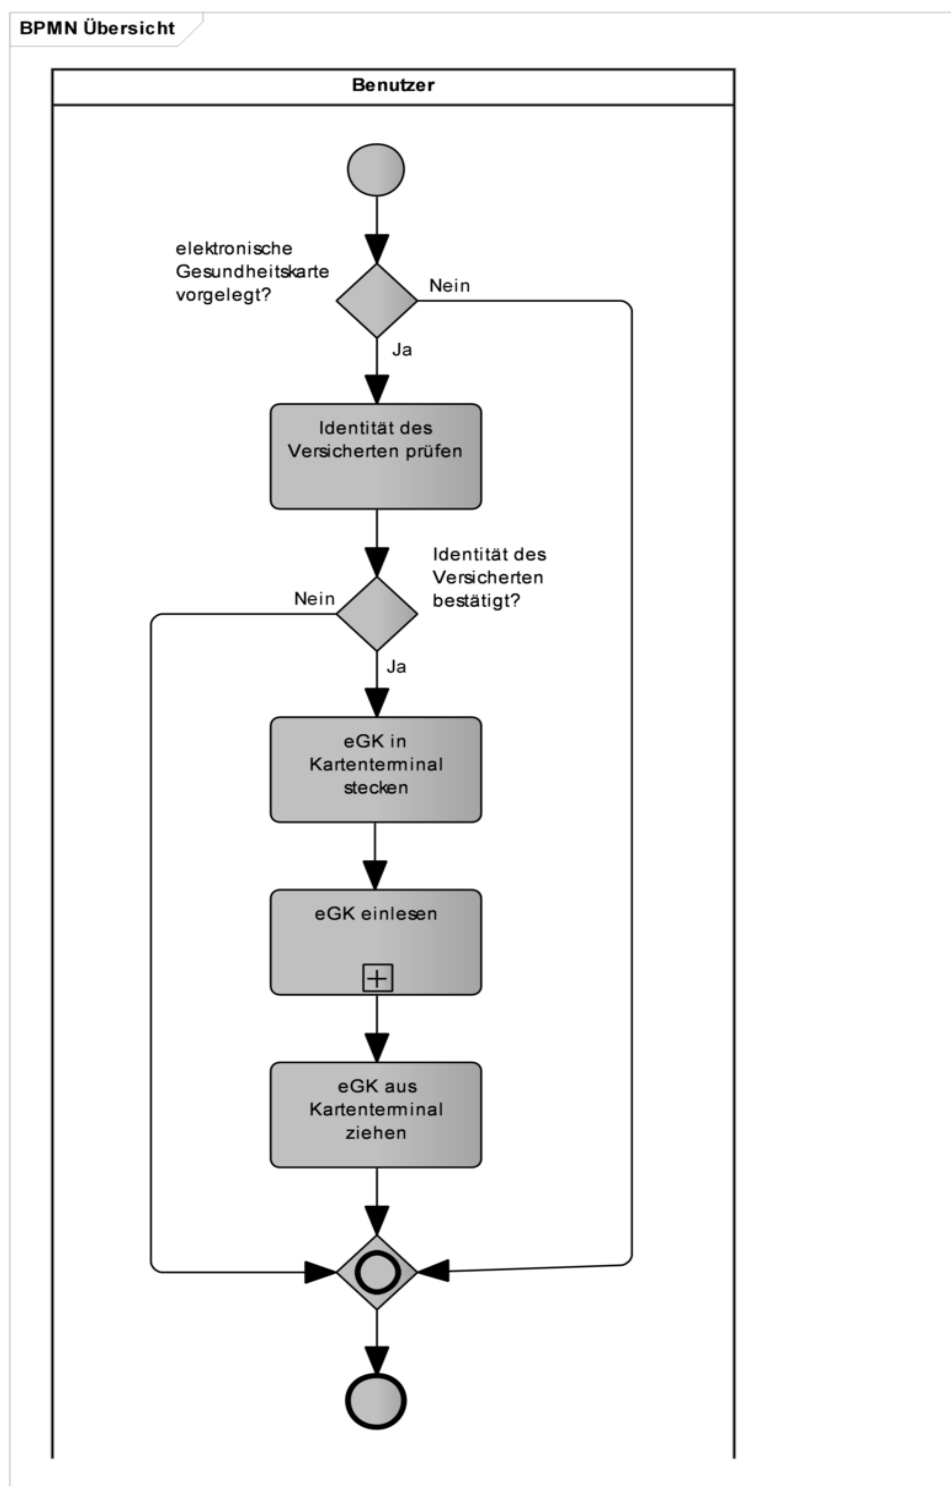 BPMN Übersicht
Benutzer
elektronische
Gesundheitskarte
vorgelegt?
Nein
Ja
Identität des
Versicherten prüfen
Identität des
Versicherten
bestätigt?
Nein
Ja
eGK in
Kartenterminal
stecken
eGK einlesen
eGK aus
Kartenterminal
ziehen